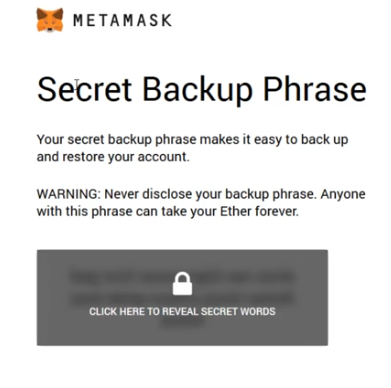 METAMASK
Secret Backup Phrase
Your secret backup phrase makes it easy to back up
and restore your account.
WARNING: Never disclose your backup phrase. Anyone
with this phrase can take your Ether forever.
CLICK HERE TO REVEAL SECRET WORDS